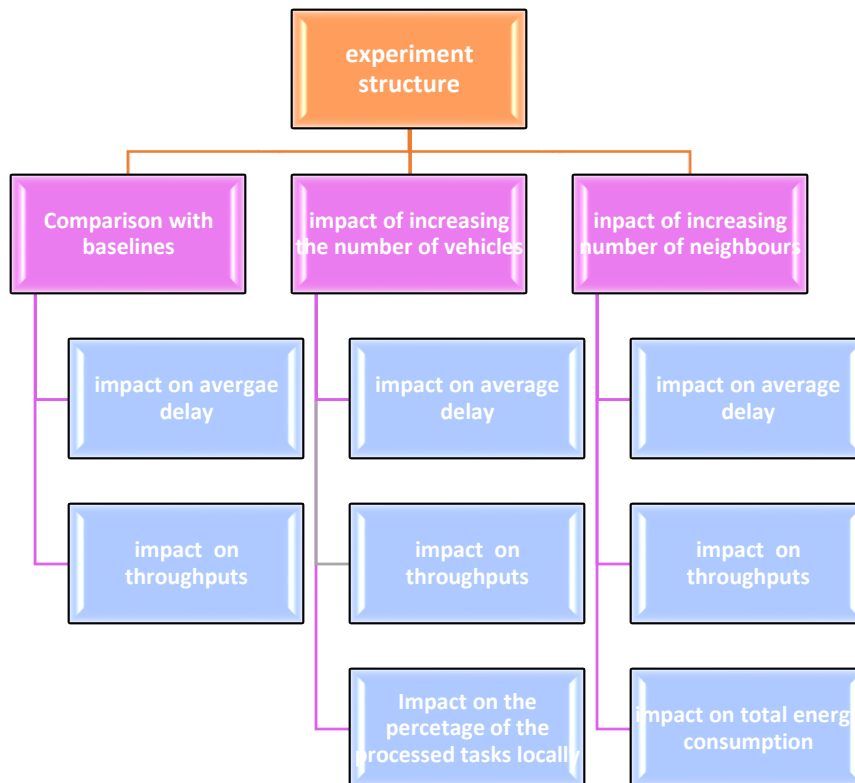 experiment
structure
Comparison with
baselines
impact of increasing
the number of vehicles
inpact of increasing
number of neighbours
impact on avergae
delay
impact on average
delay
impact on average
delay
impact on
throughputs
impact on
throughputs
impact on
throughputs
Impact on the
percetage of the
processed tasks locally
impact on total energ
consumption